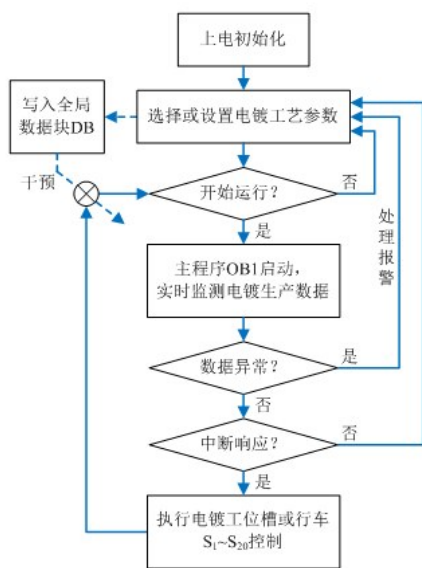 上电初始化
写入全局
数据块DB
选择或设置电镀工艺参数
干预
开始运行？
否
是
处理报警
主程序OB1启动，
实时监测电镀生产数据
数据异常？
是
否
中断响应？
否
是
执行电镀工位槽或行车
S₁~S₂₀控制